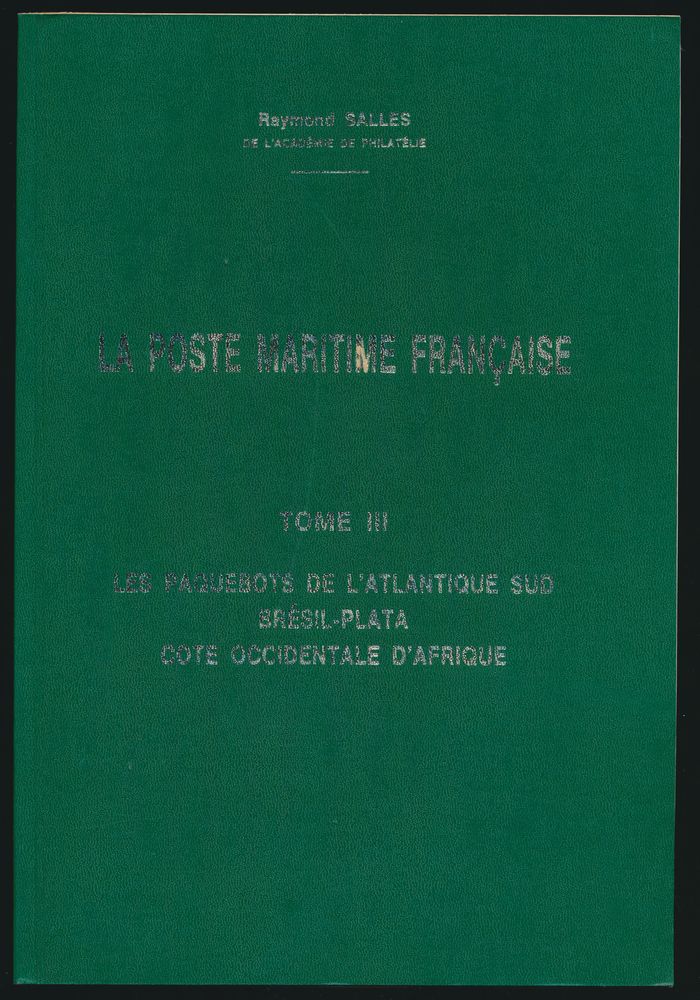 Raymond SALLES
DE L'ACADÉMIE DE PHILATÉLIE
LA POSTE MARITIME FRANÇAISE
TOME III
LES PAQUEBOTS DE L'ATLANTIQUE SUD
BRÉSIL-PLATA
COTE OCCIDENTALE D'AFRIQUE